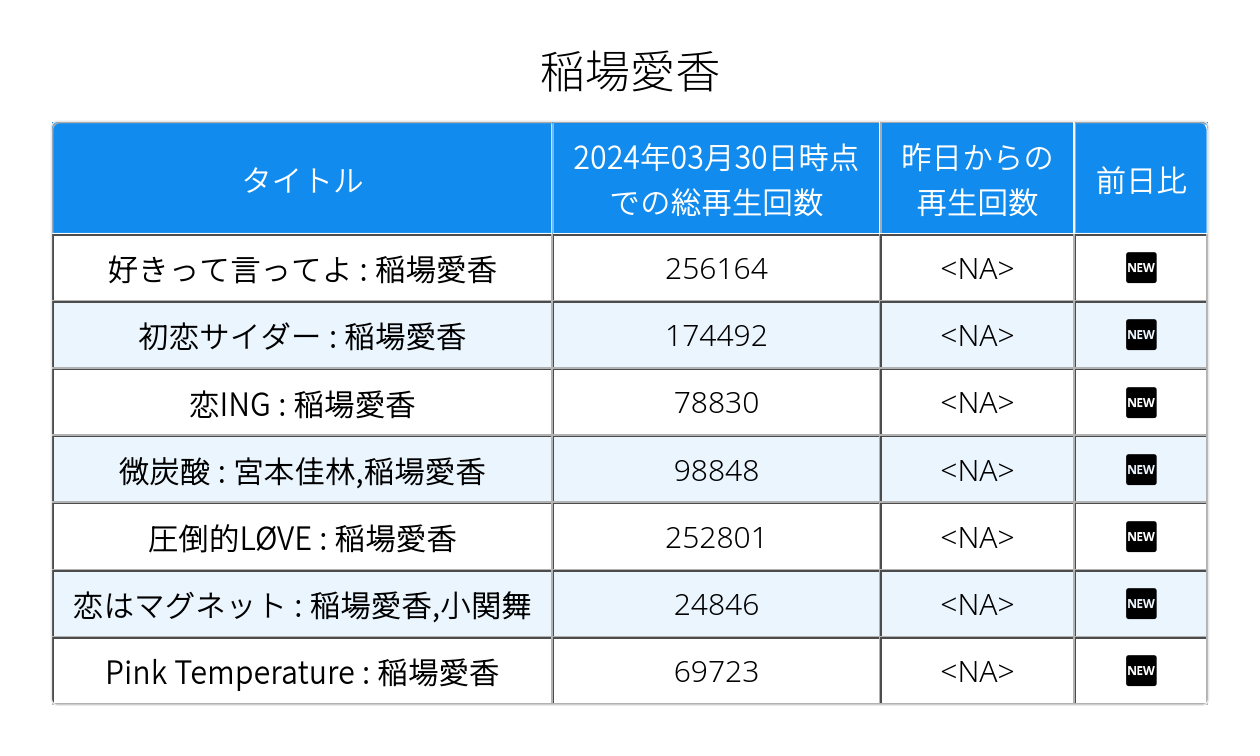 稲場愛香
タイトル
2024年03月30日時点
での総再生回数
昨日からの
再生回数
前日比
好きって言ってよ : 稲場愛香
256164
<NA>
NEW
初恋サイダー : 稲場愛香
174492
<NA>
NEW
恋ING : 稲場愛香
78830
<NA>
NEW
微炭酸 : 宮本佳林,稲場愛香
98848
<NA>
NEW
圧倒的LØVE : 稲場愛香
252801
<NA>
NEW
恋はマグネット : 稲場愛香,小関舞
24846
<NA>
NEW
Pink Temperature : 稲場愛香
69723
<NA>
NEW